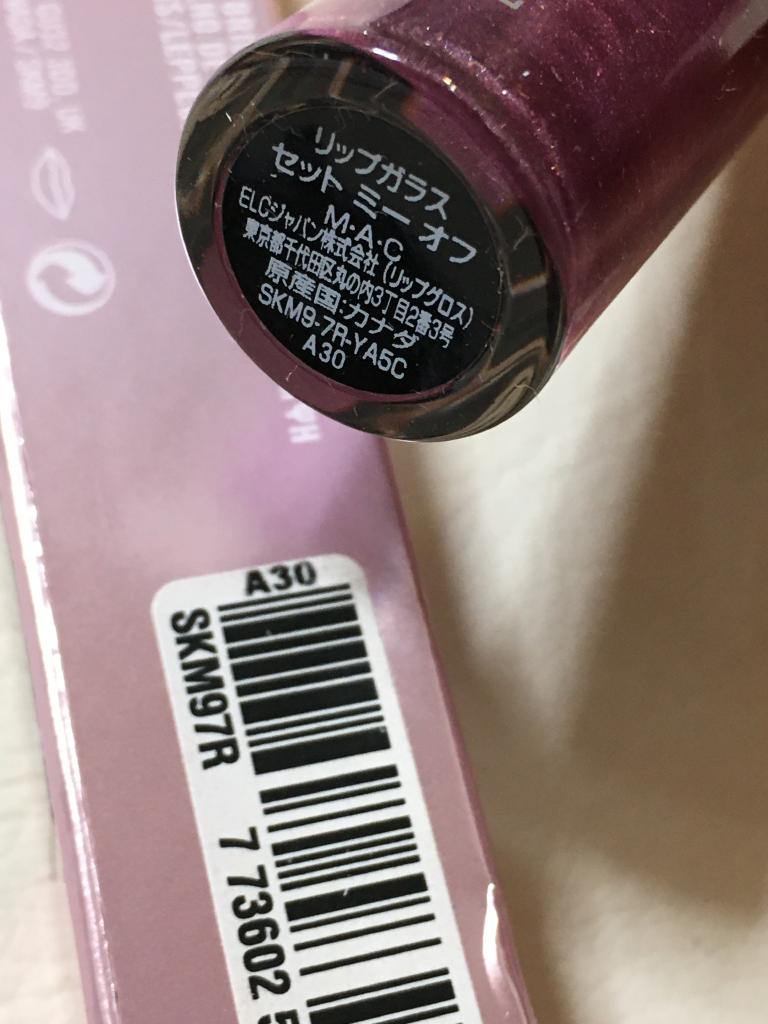 リップガラス
セット ミー オフ
M·A·C
ELCジャパン株式会社 (リップグロス)
東京都千代田区丸の内3丁目2番3号
原産国:カナダ
SKM9-7R-YA5C
A30
A30
SKM97R
7 73602 5